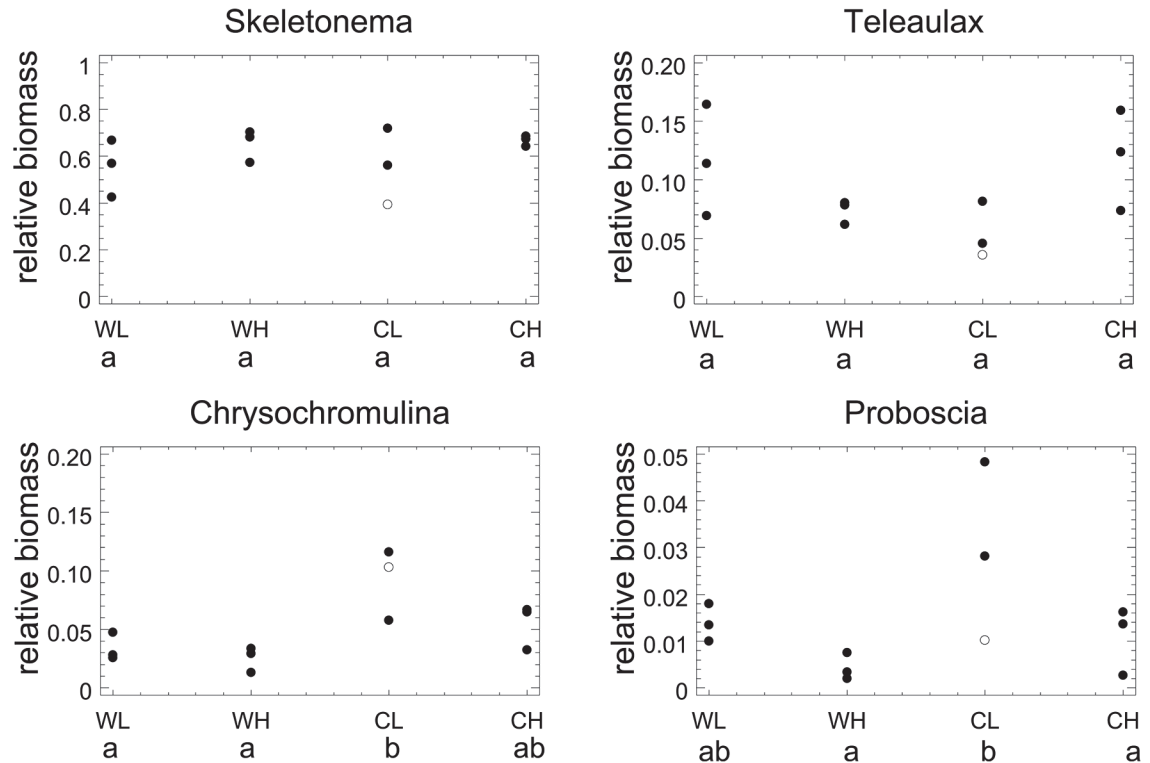 Skeletonema
relative biomass
1
0.8
0.6
0.4
0.2
0
WL WH CL CH
a a a a
Teleaulax
relative biomass
0.20
0.15
0.10
0.05
0
WL WH CL CH
a a a a
Chrysochromulina
relative biomass
0.20
0.15
0.10
0.05
0
WL WH CL CH
a a b ab
Proboscia
relative biomass
0.05
0.04
0.03
0.02
0.01
0
WL WH CL CH
ab a b a